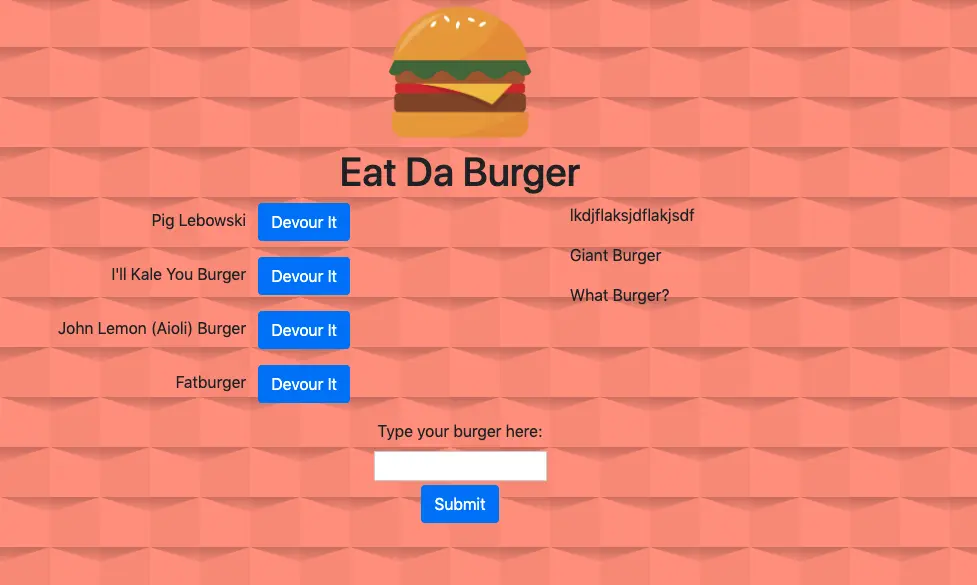 Eat Da Burger
Pig Lebowski Devour It
I'll Kale You Burger Devour It
John Lemon (Aioli) Burger Devour It
Fatburger Devour It
lkdjflaksjdflakjsdf
Giant Burger
What Burger?
Type your burger here:
Submit